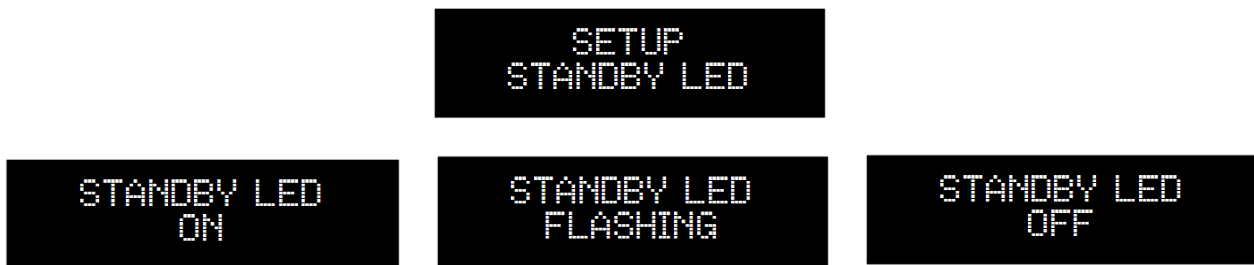 SETUP
STANDBY LED
STANDBY LED
ON
STANDBY LED
FLASHING
STANDBY LED
OFF